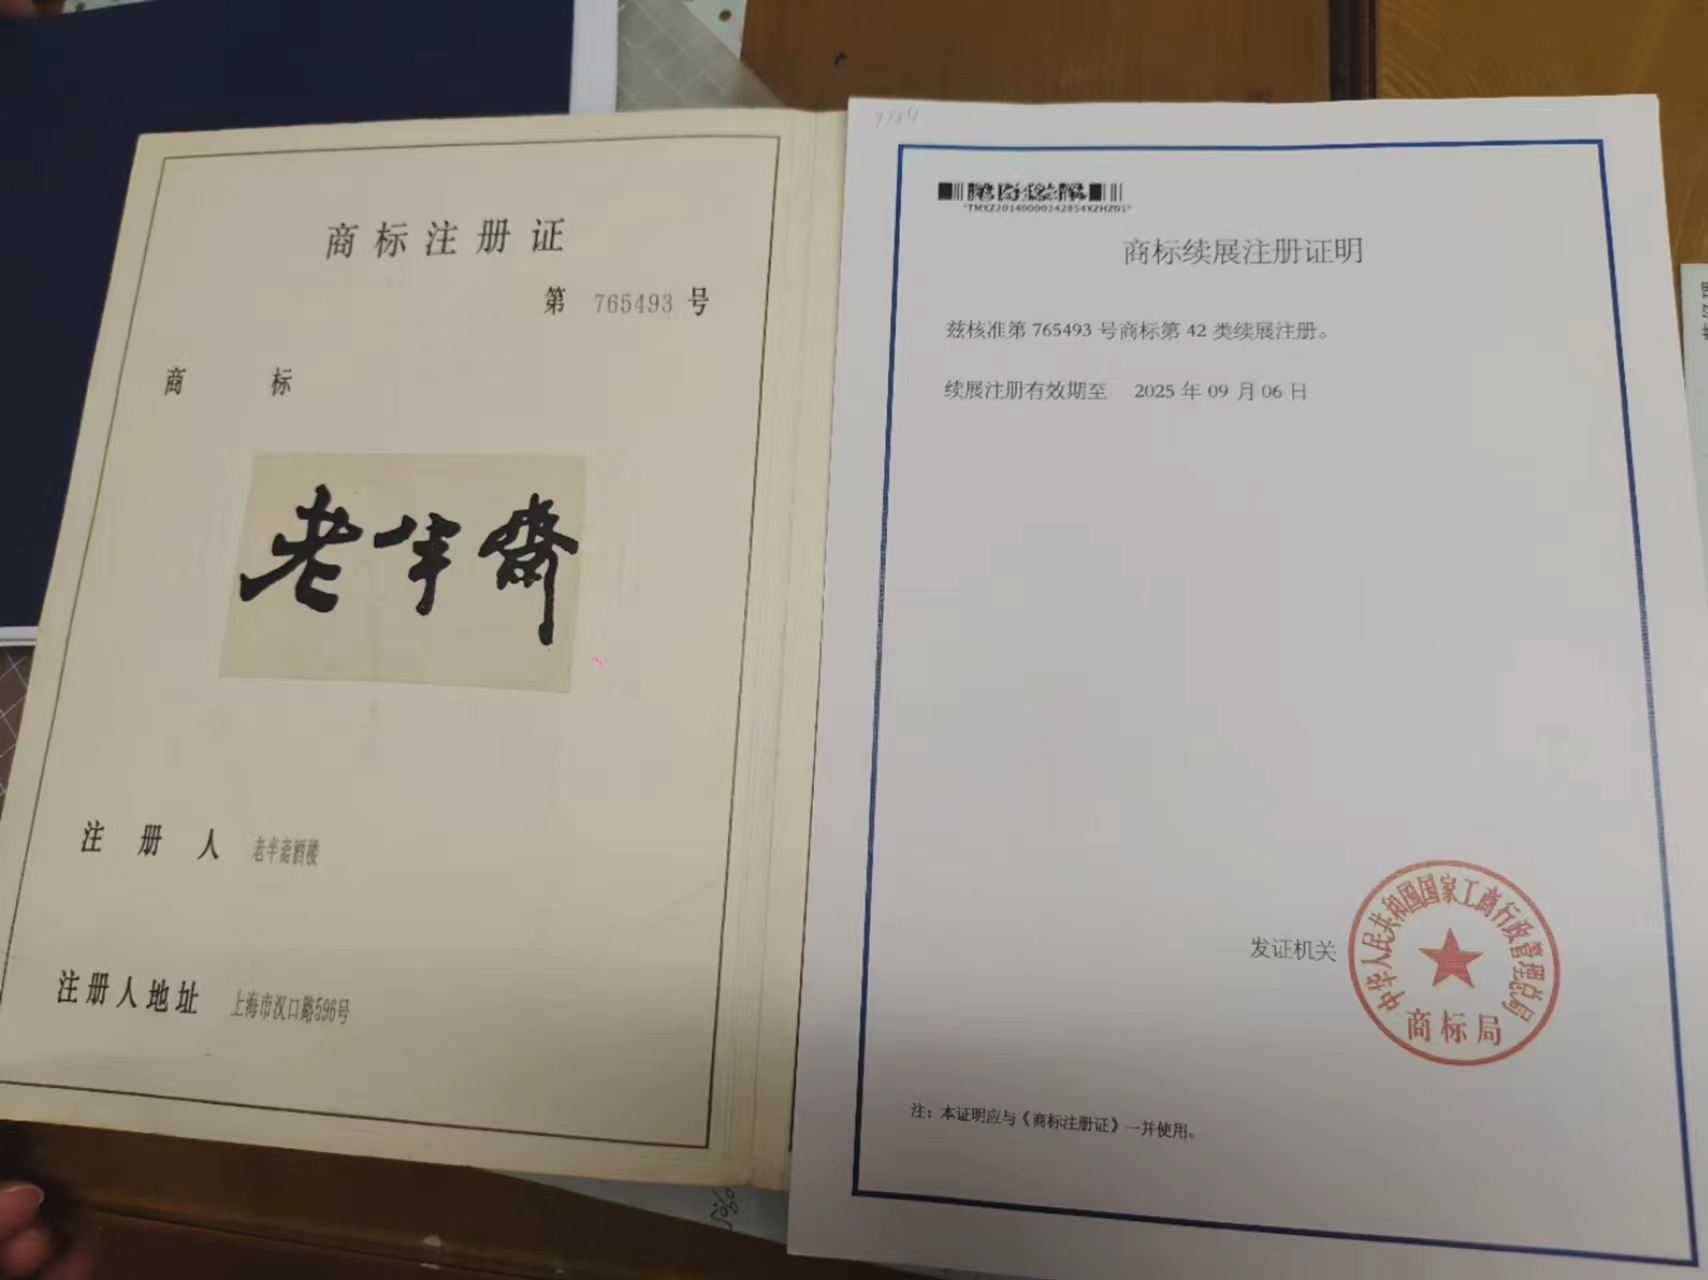 商标注册证
第 765493 号
商 标
老半齋
注 册 人 老半斋酒楼
注册人地址 上海市汉口路596号
商标续展注册证明
兹核准第 765493 号商标第 42 类续展注册。
续展注册有效期至 2025 年 09 月 06 日
发证机关
中华人民共和国国家工商行政管理总局
商标局
注：本证明应与《商标注册证》一并使用。